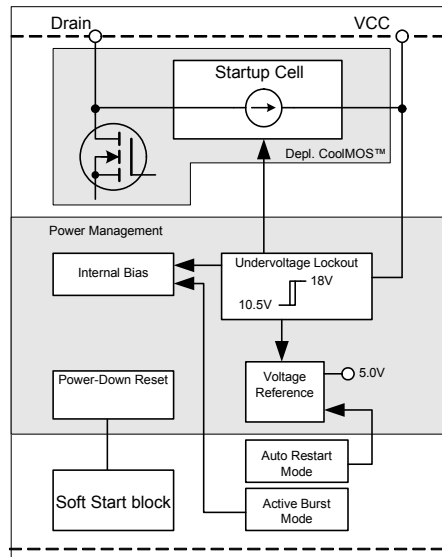 Drain
VCC
Startup Cell
Depl. CoolMOS™
Power Management
Internal Bias
Undervoltage Lockout
18V
10.5V
Power-Down Reset
Voltage
Reference
5.0V
Auto Restart
Mode
Soft Start block
Active Burst
Mode